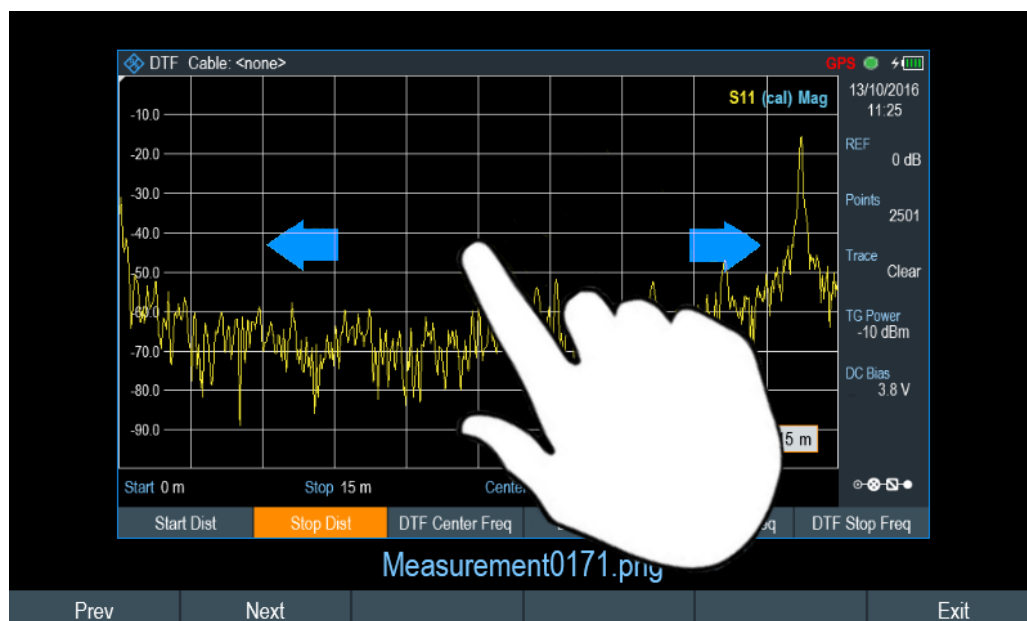 DTF Cable: <none> GPS
S11 (cal) Mag
13/10/2016
11:25
-10.0
-20.0
-30.0
-40.0
-50.0
-60.0
-70.0
-80.0
-90.0
REF
0 dB
Points
2501
Trace
Clear
TG Power
-10 dBm
DC Bias
3.8 V
5 m
Start 0 m Stop 15 m
Start Dist Stop Dist DTF Center Freq DTF Stop Freq
Measurement0171.png
Prev Next Exit